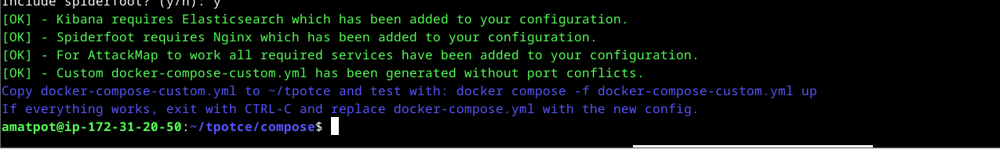 Include spiderfoot? (y/n): y
[OK] - Kibana requires Elasticsearch which has been added to your configuration.
[OK] - Spiderfoot requires Nginx which has been added to your configuration.
[OK] - For AttackMap to work all required services have been added to your configuration.
[OK] - Custom docker-compose-custom.yml has been generated without port conflicts.
Copy docker-compose-custom.yml to ~/tpotce and test with: docker compose -f docker-compose-custom.yml up
If everything works, exit with CTRL-C and replace docker-compose.yml with the new config.
amatpot@ip-172-31-20-50:~/tpotce/compose$